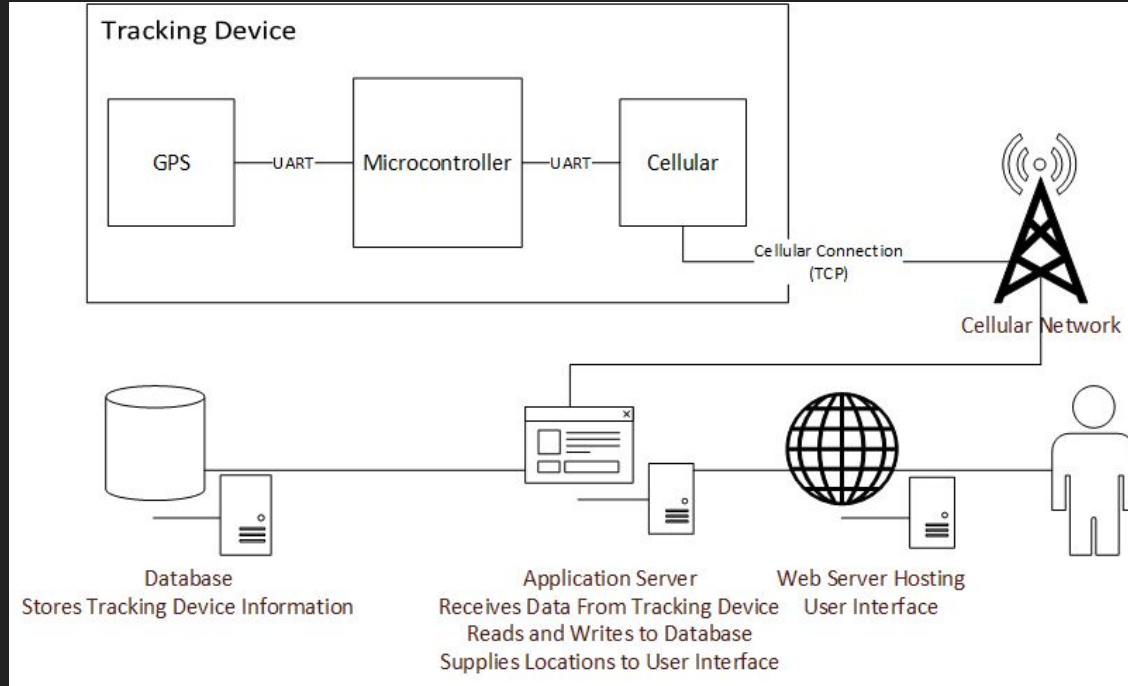 Tracking Device
GPS
UART
Microcontroller
UART
Cellular
Cellular Connection
(TCP)
Cellular Network
Database
Stores Tracking Device Information
Application Server
Receives Data From Tracking Device
Reads and Writes to Database
Supplies Locations to User Interface
Web Server Hosting
User Interface